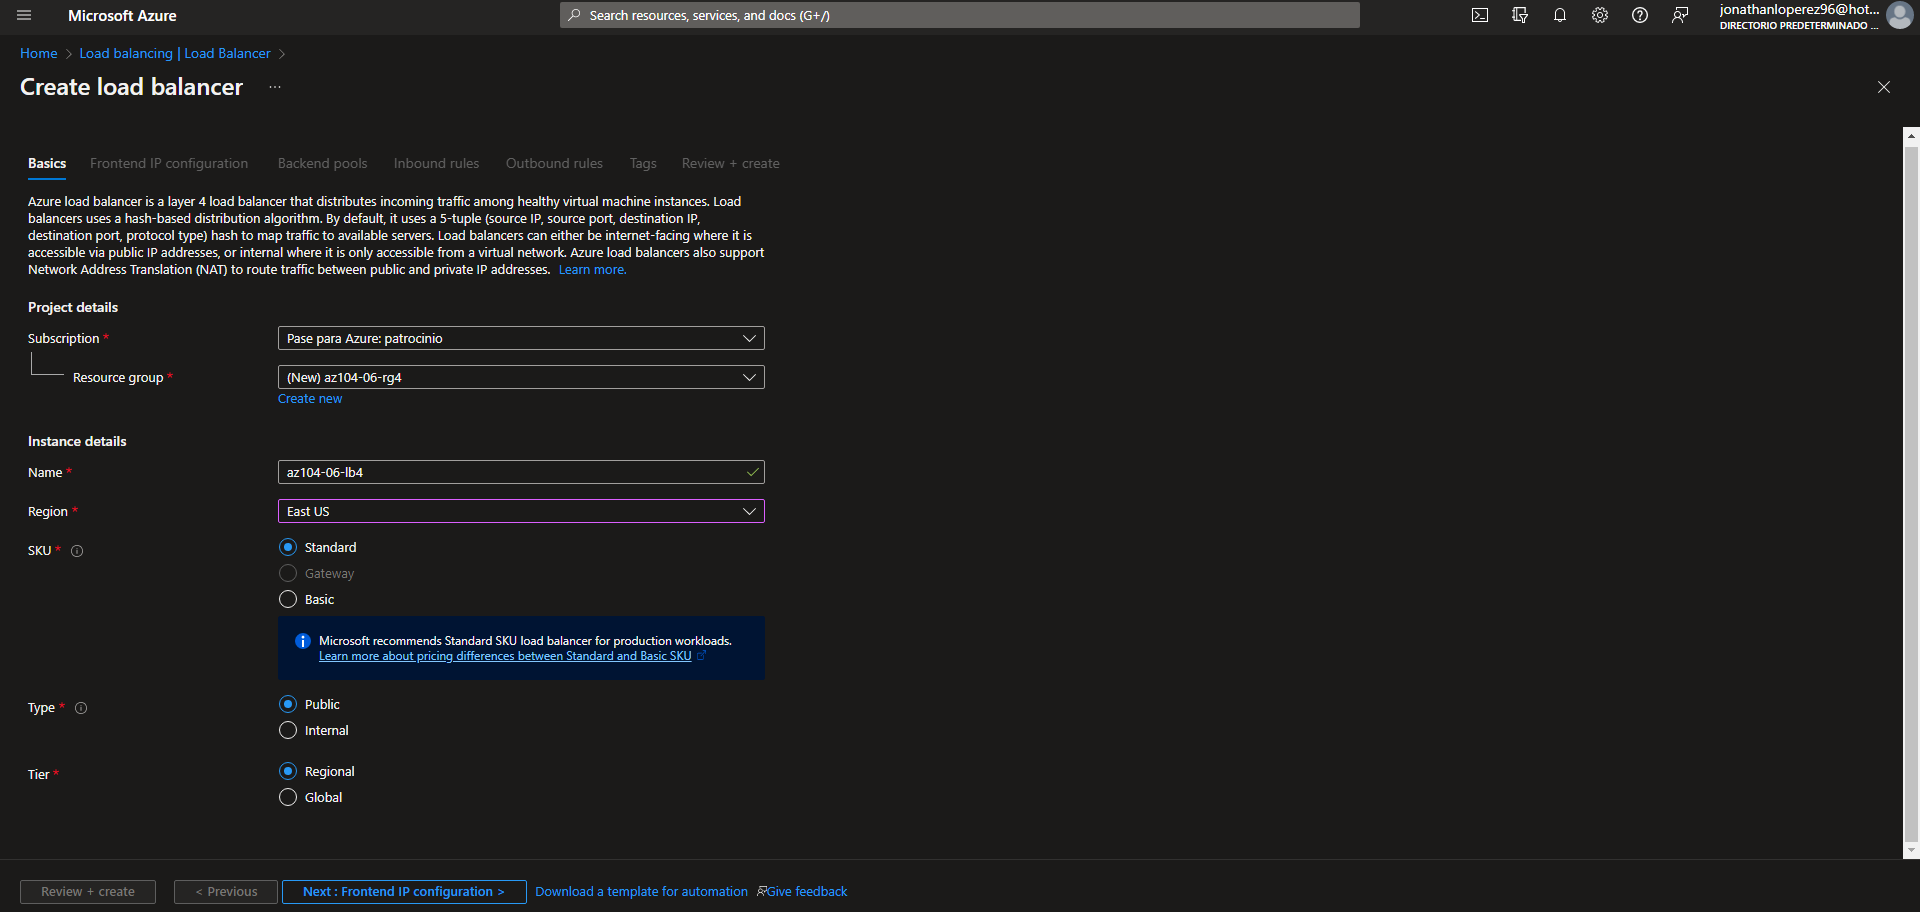 Microsoft Azure
Search resources, services, and docs (G+/)
jonathanloperez96@hot...
DIRECTORIO PREDETERMINADO ...
Home > Load balancing | Load Balancer >
Create load balancer ...
Basics Frontend IP configuration Backend pools Inbound rules Outbound rules Tags Review + create
Azure load balancer is a layer 4 load balancer that distributes incoming traffic among healthy virtual machine instances. Load
balancers uses a hash-based distribution algorithm. By default, it uses a 5-tuple (source IP, source port, destination IP,
destination port, protocol type) hash to map traffic to available servers. Load balancers can either be internet-facing where it is
accessible via public IP addresses, or internal where it is only accessible from a virtual network. Azure load balancers also support
Network Address Translation (NAT) to route traffic between public and private IP addresses. Learn more.
Project details
Subscription * Pase para Azure: patrocinio
Resource group * (New) az104-06-rg4
Create new
Instance details
Name * az104-06-lb4
Region * East US
SKU * Standard
Gateway
Basic
Microsoft recommends Standard SKU load balancer for production workloads.
Learn more about pricing differences between Standard and Basic SKU
Type * Public
Internal
Tier * Regional
Global
Review + create < Previous Next : Frontend IP configuration > Download a template for automation Give feedback